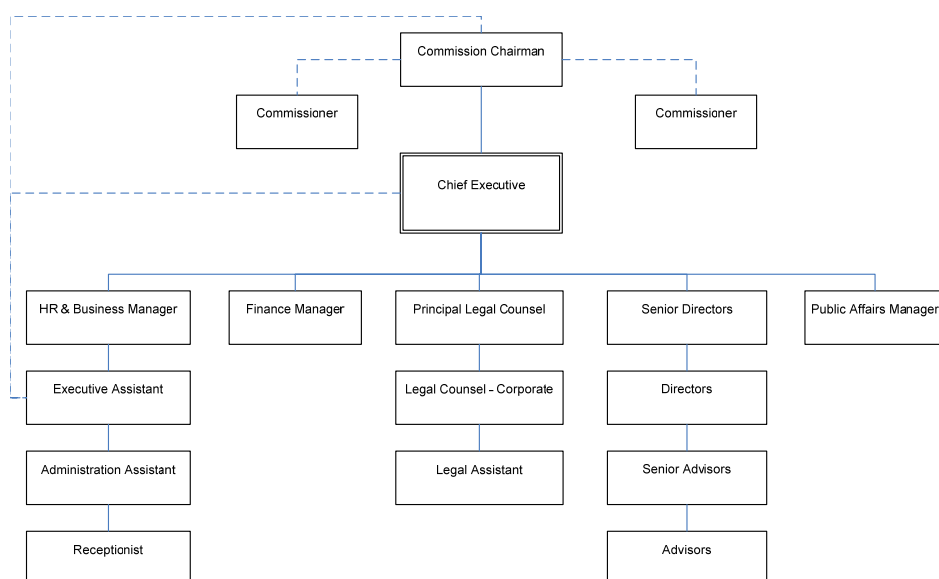 Commission Chairman
Commissioner
Commissioner
Chief Executive
HR & Business Manager
Finance Manager
Principal Legal Counsel
Senior Directors
Public Affairs Manager
Executive Assistant
Legal Counsel – Corporate
Directors
Administration Assistant
Legal Assistant
Senior Advisors
Receptionist
Advisors